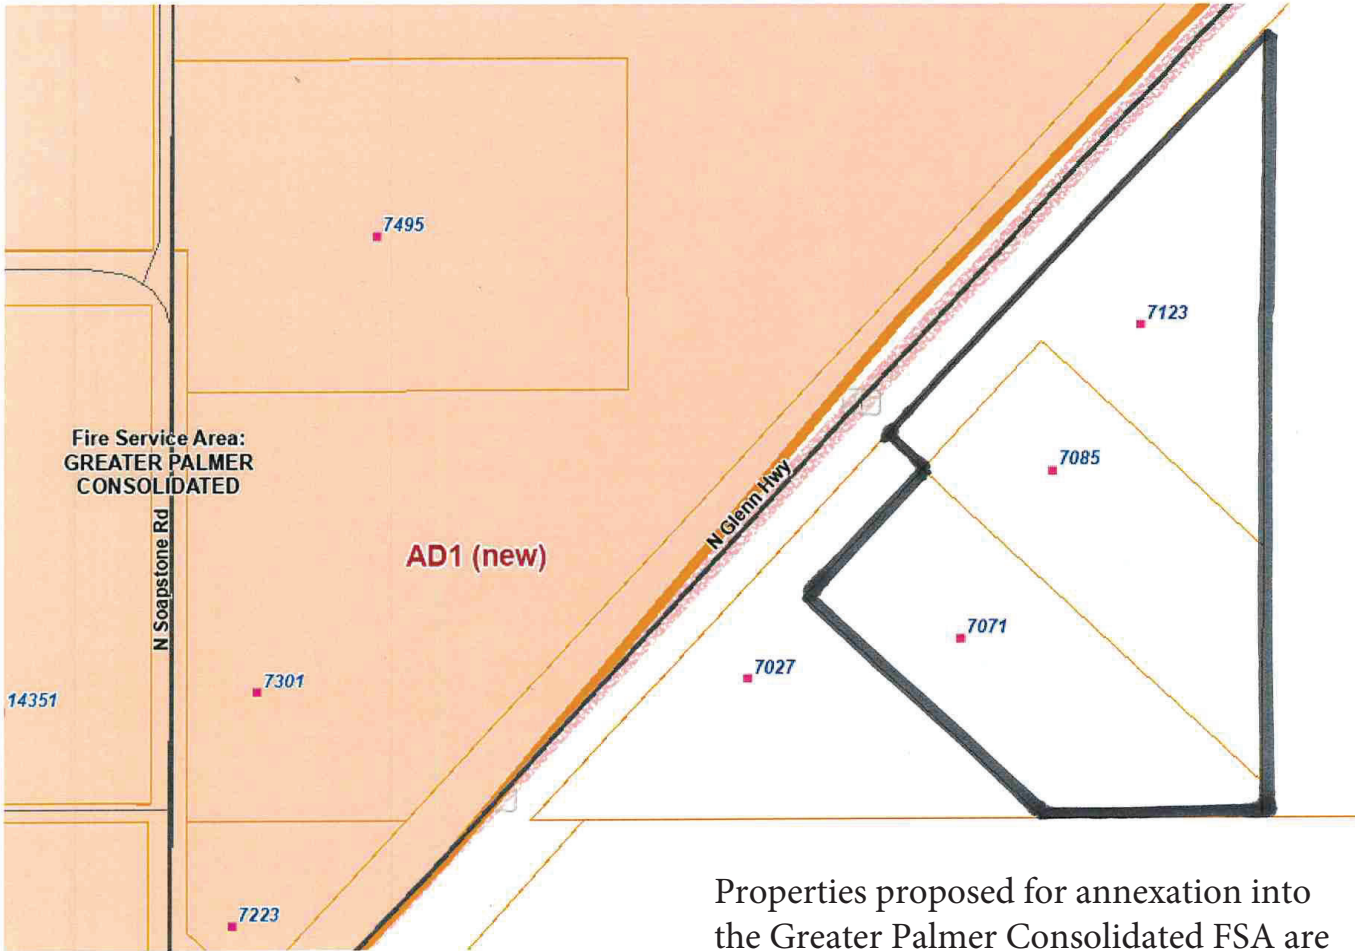 7495
7123
Fire Service Area:
GREATER PALMER
CONSOLIDATED
7085
N Glenn Hwy
N Soapstone Rd
AD1 (new)
7071
7027
7301
14351
7223
Properties proposed for annexation into
the Greater Palmer Consolidated FSA are